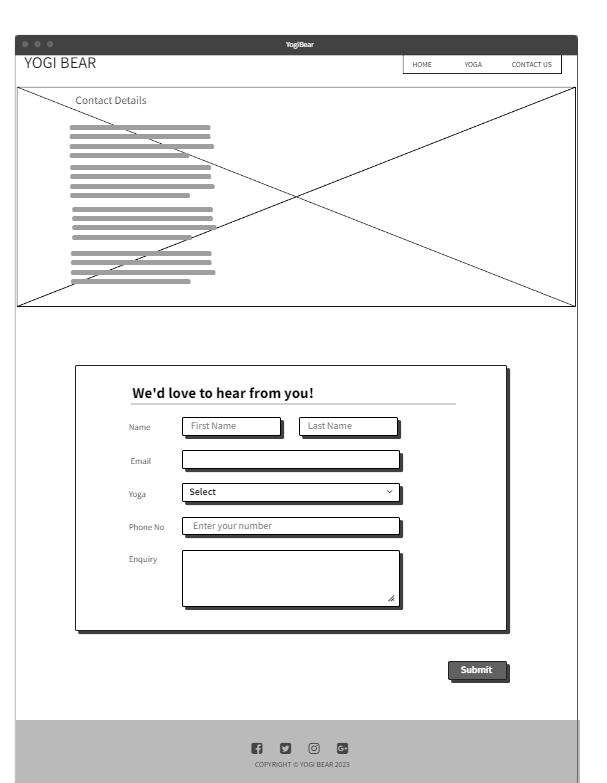 YogiBear
YOGI BEAR
HOME YOGA CONTACT US
Contact Details
We'd love to hear from you!
Name First Name Last Name
Email
Yoga Select
Phone No Enter your number
Enquiry
Submit
COPYRIGHT © YOGI BEAR 2023